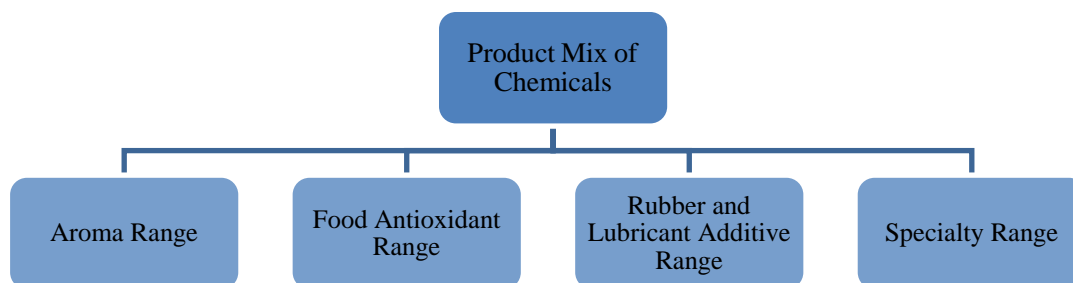 Product Mix of
Chemicals
Aroma Range
Food Antioxidant
Range
Rubber and
Lubricant Additive
Range
Specialty Range